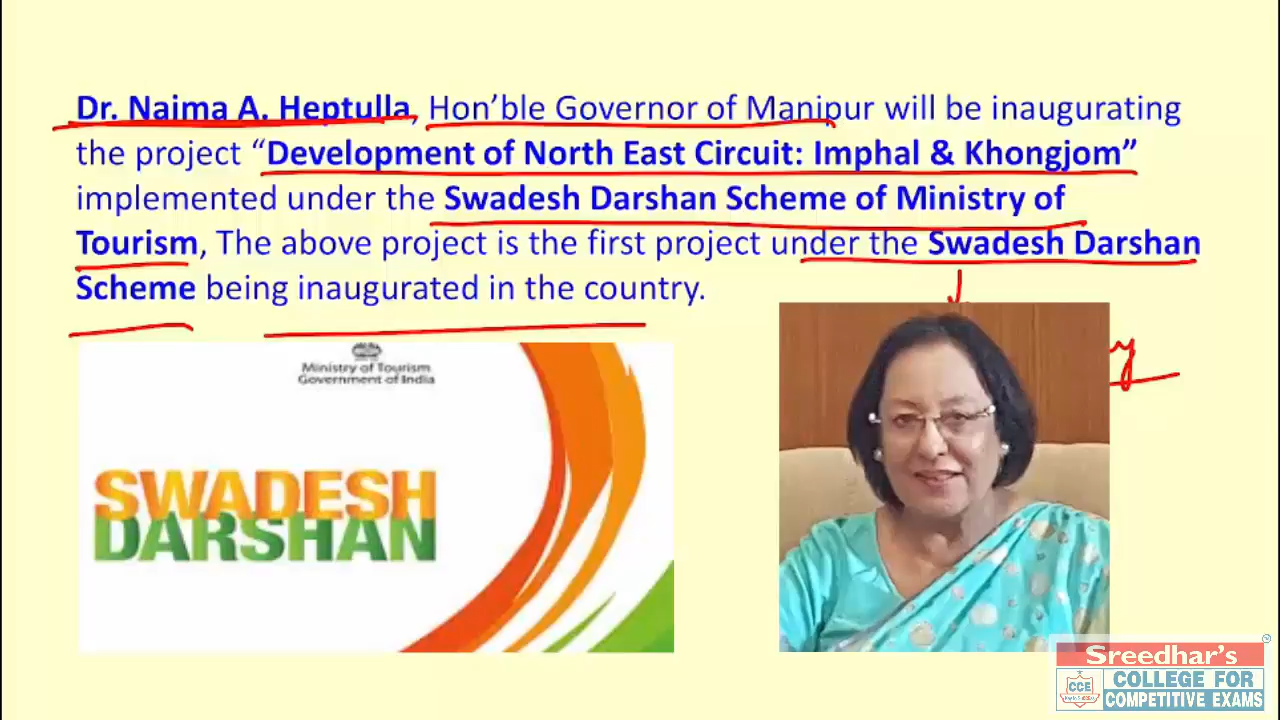 Dr. Naima A. Heptulla, Hon’ble Governor of Manipur will be inaugurating
the project “Development of North East Circuit: Imphal & Khongjom”
implemented under the Swadesh Darshan Scheme of Ministry of
Tourism, The above project is the first project under the Swadesh Darshan
Scheme being inaugurated in the country.
Ministry of Tourism
Government of India
SWADESH
DARSHAN
Sreedhar's
CCE
COLLEGE FOR
COMPETITIVE EXAMS